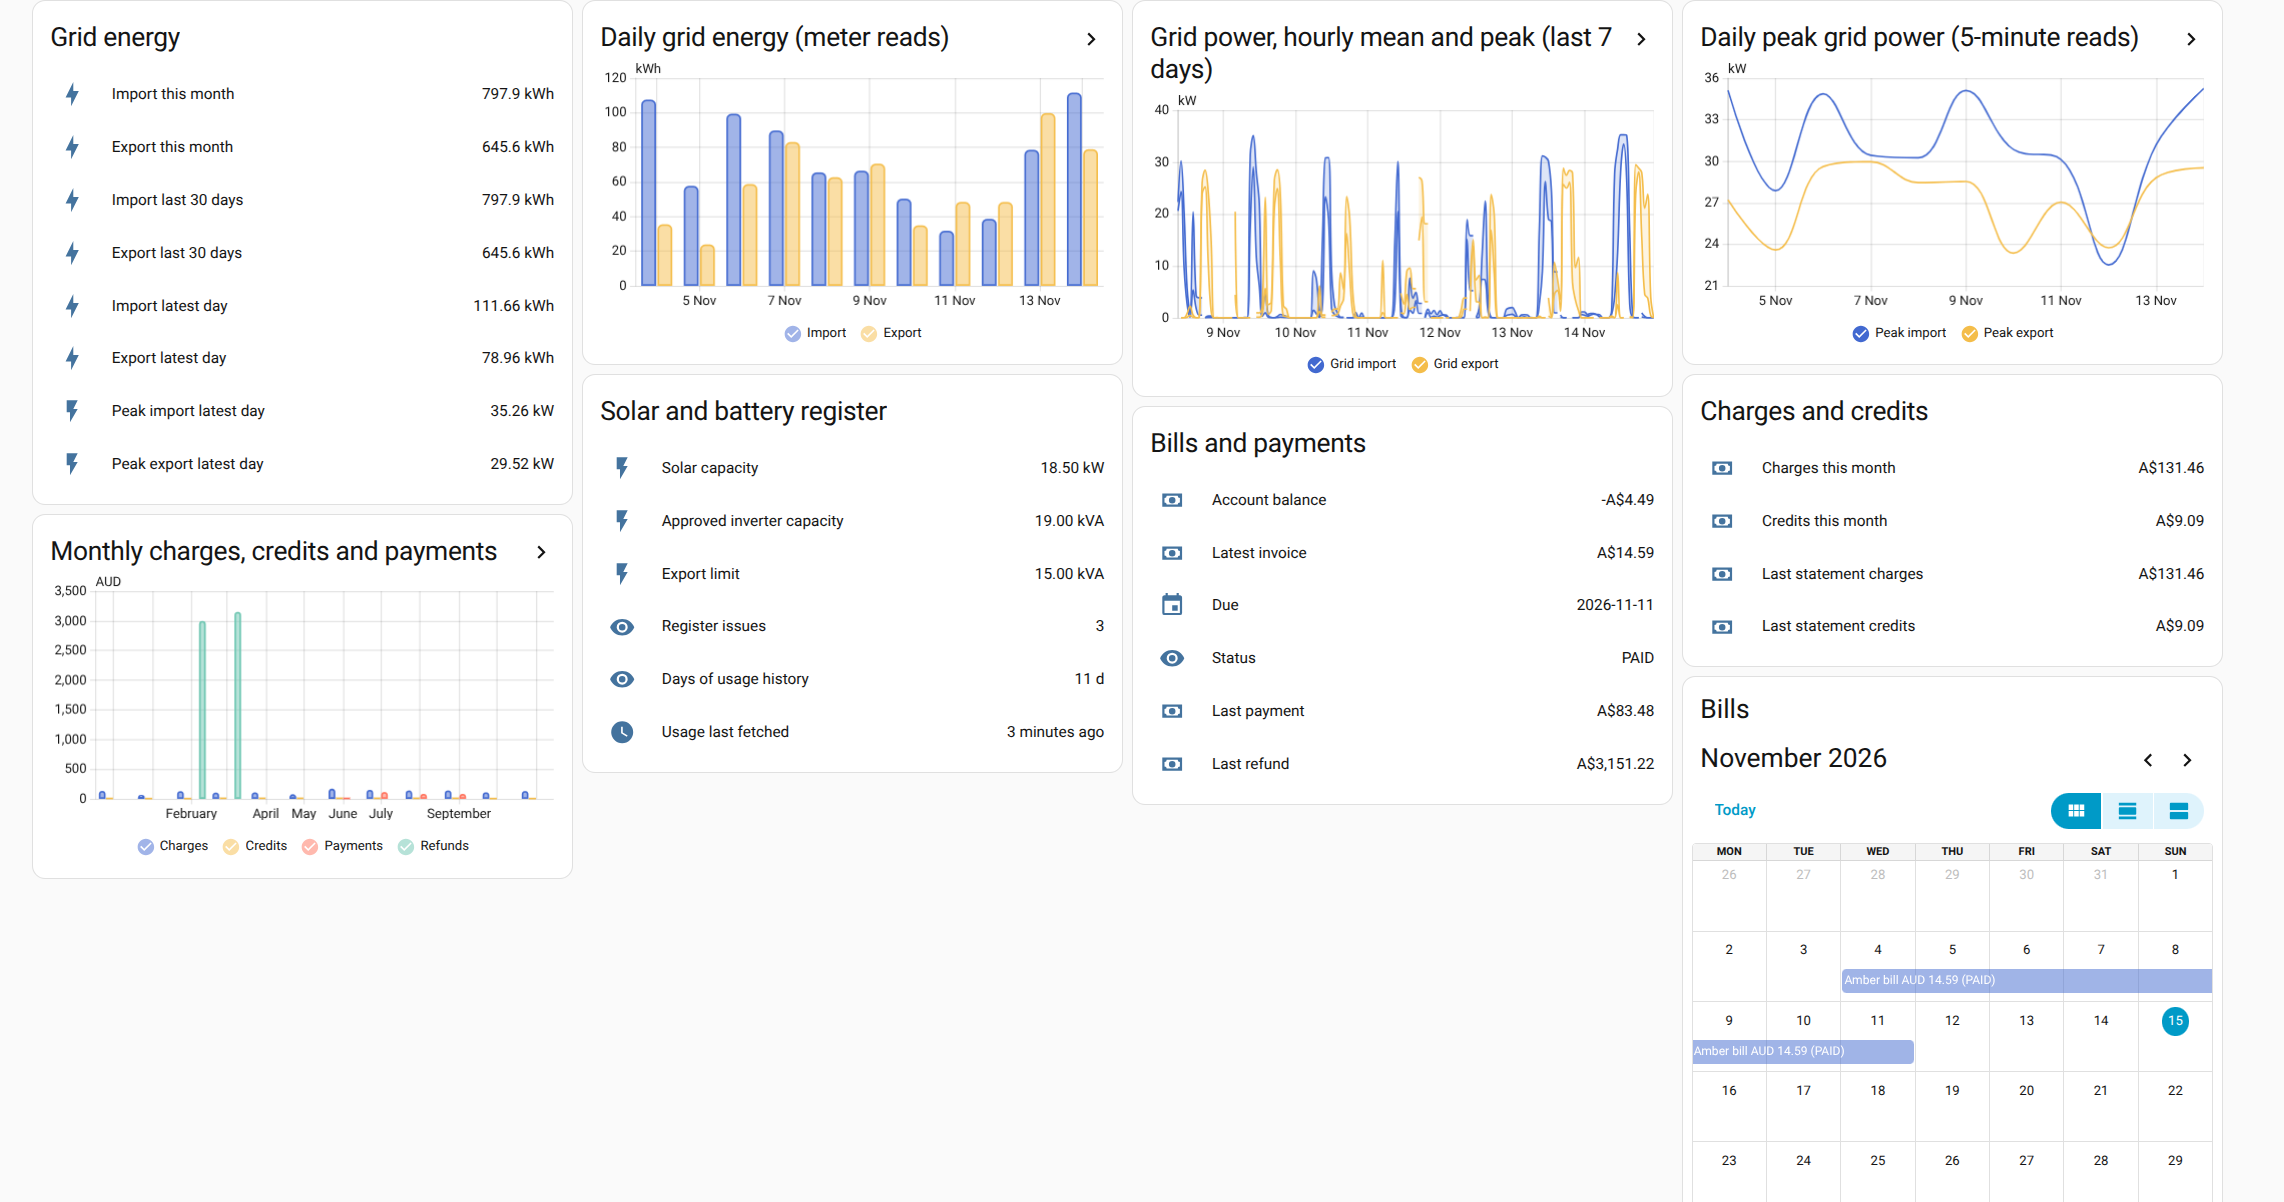 Grid energy
Import this month 797.9 kWh
Export this month 645.6 kWh
Import last 30 days 797.9 kWh
Export last 30 days 645.6 kWh
Import latest day 111.66 kWh
Export latest day 78.96 kWh
Peak import latest day 35.26 kW
Peak export latest day 29.52 kW
Monthly charges, credits and payments
AUD
3,500
3,000
2,500
2,000
1,500
1,000
500
0
February April May June July September
Charges Credits Payments Refunds
Daily grid energy (meter reads)
kWh
120
100
80
60
40
20
0
5 Nov 7 Nov 9 Nov 11 Nov 13 Nov
Import Export
Solar and battery register
Solar capacity 18.50 kW
Approved inverter capacity 19.00 kVA
Export limit 15.00 kVA
Register issues 3
Days of usage history 11 d
Usage last fetched 3 minutes ago
Grid power, hourly mean and peak (last 7
days)
kW
40
30
20
10
0
9 Nov 10 Nov 11 Nov 12 Nov 13 Nov 14 Nov
Grid import Grid export
Bills and payments
Account balance -A$4.49
Latest invoice A$14.59
Due 2026-11-11
Status PAID
Last payment A$83.48
Last refund A$3,151.22
Daily peak grid power (5-minute reads)
kW
36
33
30
27
24
21
5 Nov 7 Nov 9 Nov 11 Nov 13 Nov
Peak import Peak export
Charges and credits
Charges this month A$131.46
Credits this month A$9.09
Last statement charges A$131.46
Last statement credits A$9.09
Bills
November 2026
Today
MON TUE WED THU FRI SAT SUN
26 27 28 29 30 31 1
2 3 4 5 6 7 8
Amber bill AUD 14.59 (PAID)
9 10 11 12 13 14 15
Amber bill AUD 14.59 (PAID)
16 17 18 19 20 21 22
23 24 25 26 27 28 29